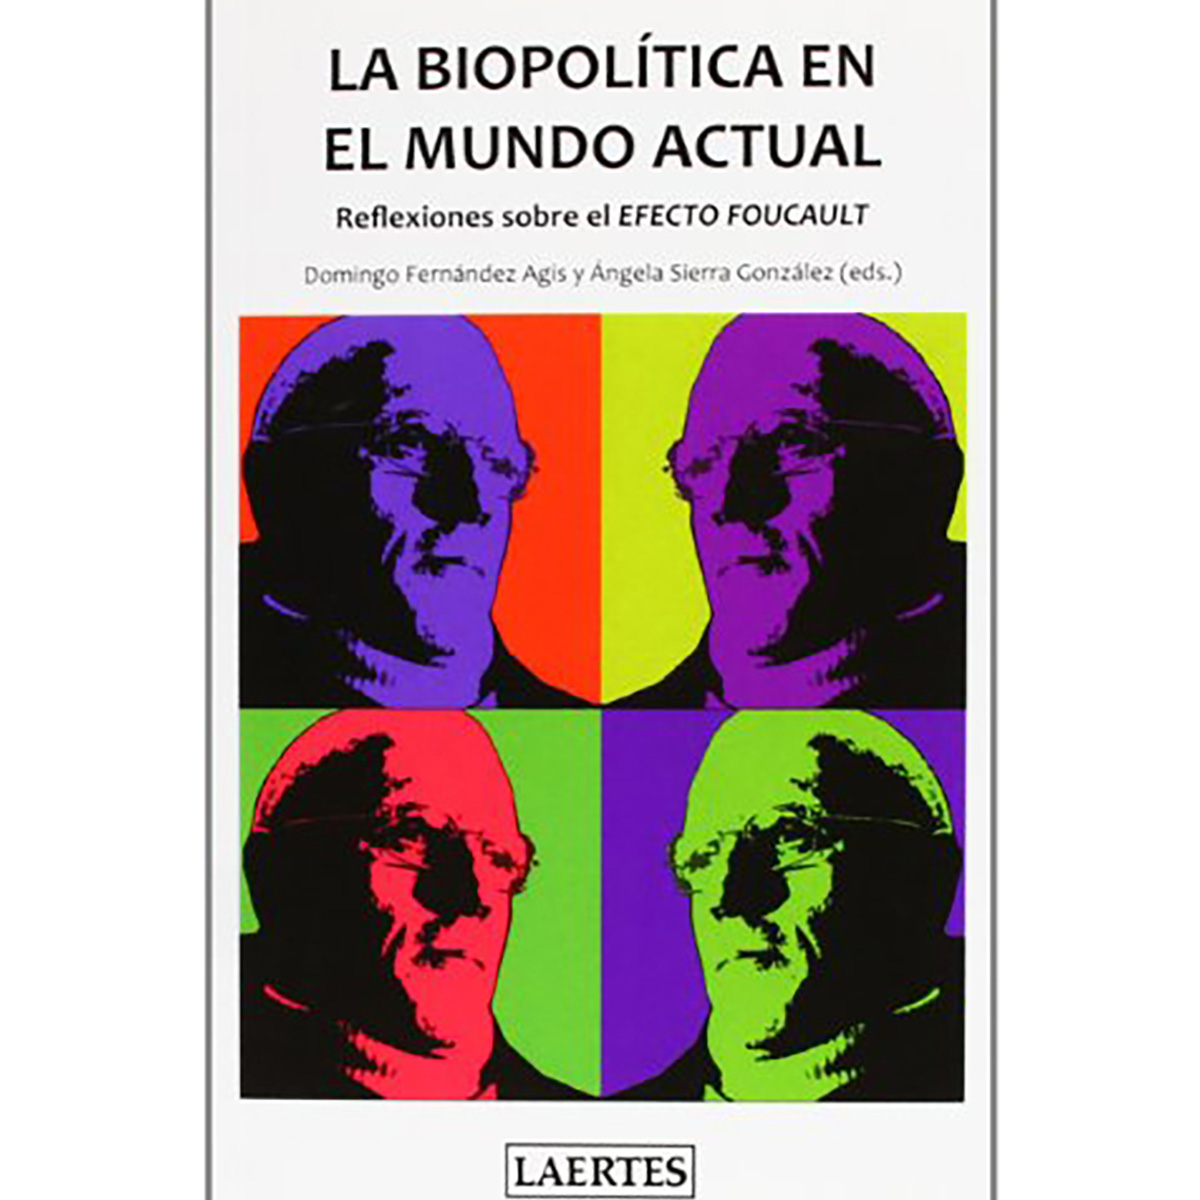 LA BIOPOLÍTICA EN
EL MUNDO ACTUAL
Reflexiones sobre el EFECTO FOUCAULT
Domingo Fernández Agis y Ángela Sierra González (eds.)
LAERTES